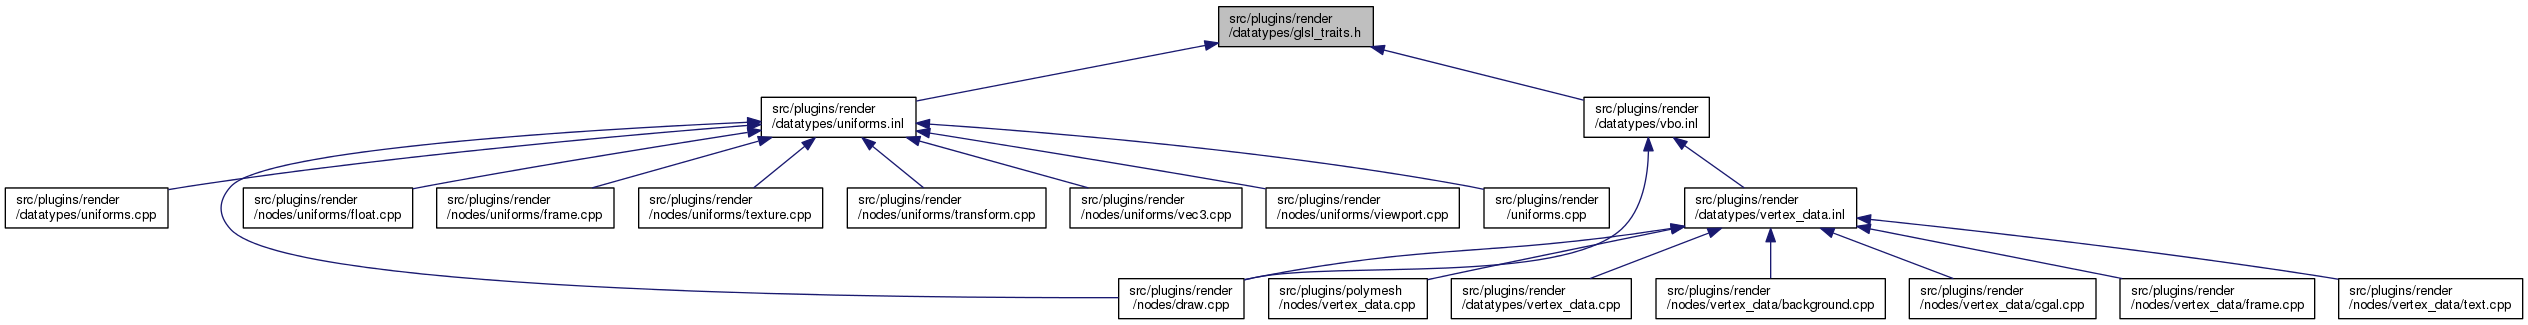 src/plugins/render
/datatypes/glsl_traits.h
src/plugins/render
/datatypes/uniforms.inl
src/plugins/render
/datatypes/vbo.inl
src/plugins/render
/datatypes/uniforms.cpp
src/plugins/render
/nodes/uniforms/float.cpp
src/plugins/render
/nodes/uniforms/frame.cpp
src/plugins/render
/nodes/uniforms/texture.cpp
src/plugins/render
/nodes/uniforms/transform.cpp
src/plugins/render
/nodes/uniforms/vec3.cpp
src/plugins/render
/nodes/uniforms/viewport.cpp
src/plugins/render
/uniforms.cpp
src/plugins/render
/datatypes/vertex_data.inl
src/plugins/render
/nodes/draw.cpp
src/plugins/polymesh
/nodes/vertex_data.cpp
src/plugins/render
/datatypes/vertex_data.cpp
src/plugins/render
/nodes/vertex_data/background.cpp
src/plugins/render
/nodes/vertex_data/cgal.cpp
src/plugins/render
/nodes/vertex_data/frame.cpp
src/plugins/render
/nodes/vertex_data/text.cpp